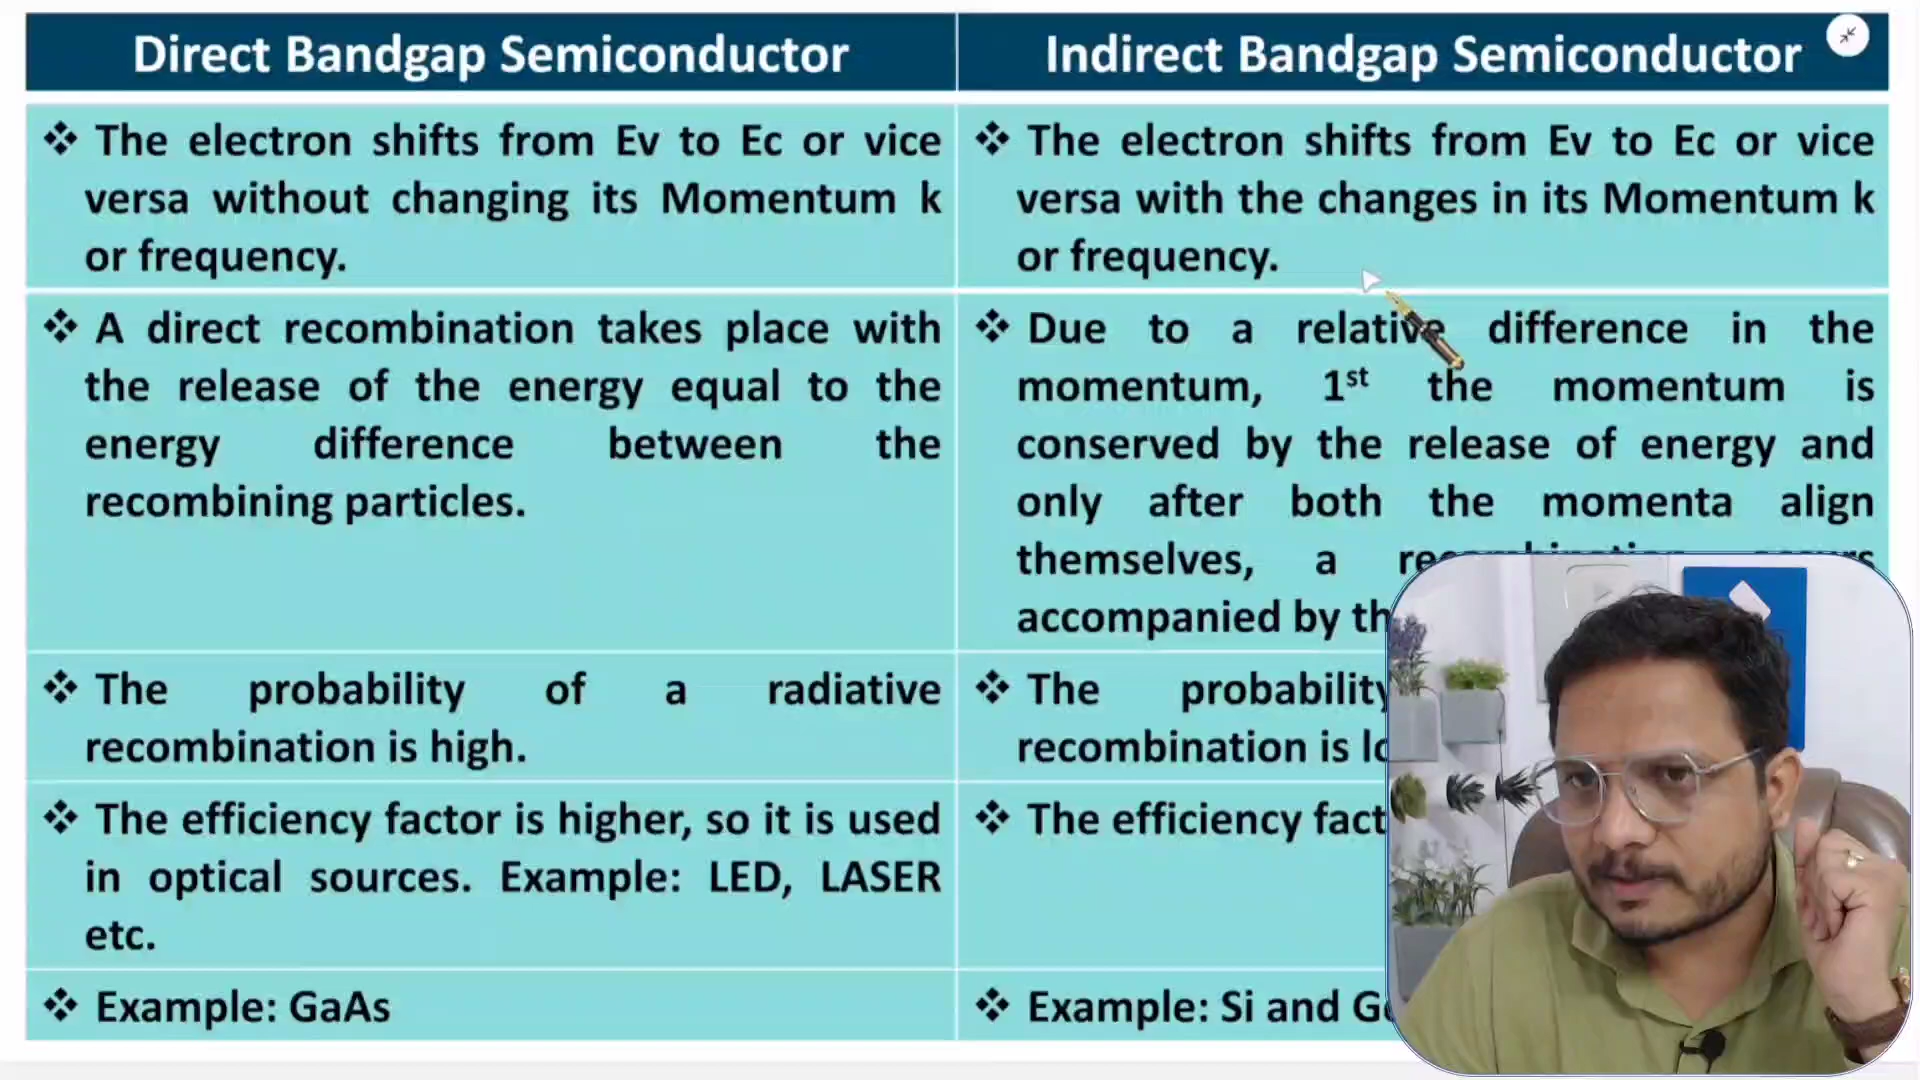 Direct Bandgap Semiconductor
Indirect Bandgap Semiconductor
❖ The electron shifts from Ev to Ec or vice
versa without changing its Momentum k
or frequency.
❖ The electron shifts from Ev to Ec or vice
versa with the changes in its Momentum k
or frequency.
❖ A direct recombination takes place with
the release of the energy equal to the
energy difference between the
recombining particles.
❖ Due to a relative difference in the
momentum, 1st the momentum is
conserved by the release of energy and
only after both the momenta align
themselves, a
accompanied by
❖ The probability of a radiative
recombination is high.
❖ The probability
recombination is
❖ The efficiency factor is higher, so it is used
in optical sources. Example: LED, LASER
etc.
❖ The efficiency
❖ Example: GaAs
❖ Example: Si and